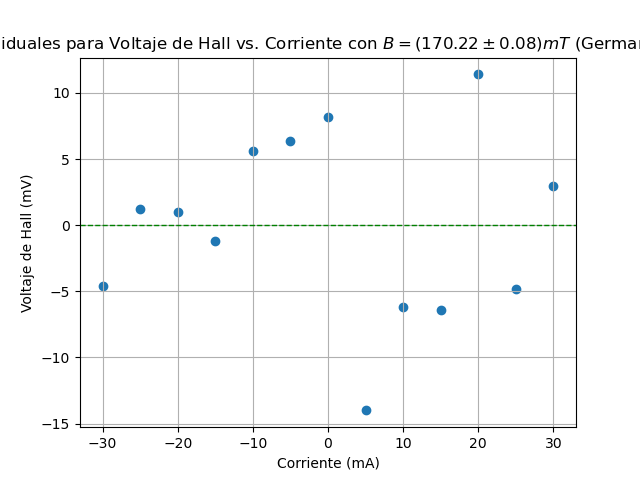 iduales para Voltaje de Hall vs. Corriente con B = (170.22 ± 0.08)mT (Germa
10
5
0
−5
−10
−15
Voltaje de Hall (mV)
−30 −20 −10 0 10 20 30
Corriente (mA)